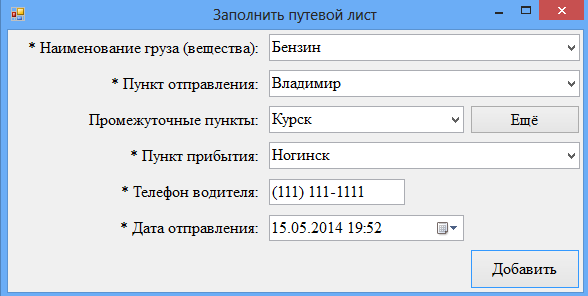 Заполнить путевой лист
* Наименование груза (вещества): Бензин
* Пункт отправления: Владимир
Промежуточные пункты: Курск Ещё
* Пункт прибытия: Ногинск
* Телефон водителя: (111) 111-1111
* Дата отправления: 15.05.2014 19:52
Добавить